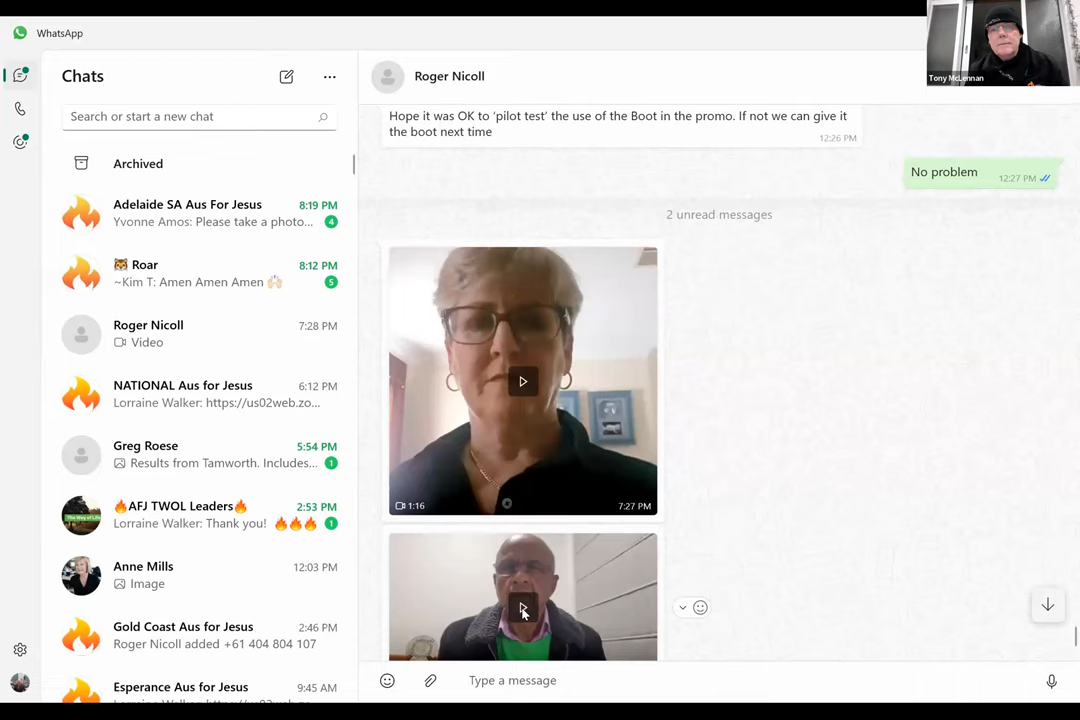 WhatsApp
Tony McLennan
Chats
Search or start a new chat
Archived
Adelaide SA Aus For Jesus 8:19 PM
Yvonne Amos: Please take a photo... 4
🐯 Roar 8:12 PM
~Kim T: Amen Amen Amen 🙌🏻 5
Roger Nicoll 7:28 PM
Video
NATIONAL Aus for Jesus 6:12 PM
Lorraine Walker: https://us02web.zo...
Greg Roese 5:54 PM
Results from Tamworth. Includes... 1
🔥AFJ TWOL Leaders🔥 2:53 PM
Lorraine Walker: Thank you! 🔥🔥🔥 1
Anne Mills 12:03 PM
Image
Gold Coast Aus for Jesus 2:46 PM
Roger Nicoll added +61 404 804 107
Esperance Aus for Jesus 9:45 AM
Roger Nicoll
Hope it was OK to ‘pilot test’ the use of the Boot in the promo. If not we can give it
the boot next time
12:26 PM
No problem 12:27 PM
2 unread messages
1:16 7:27 PM
Type a message